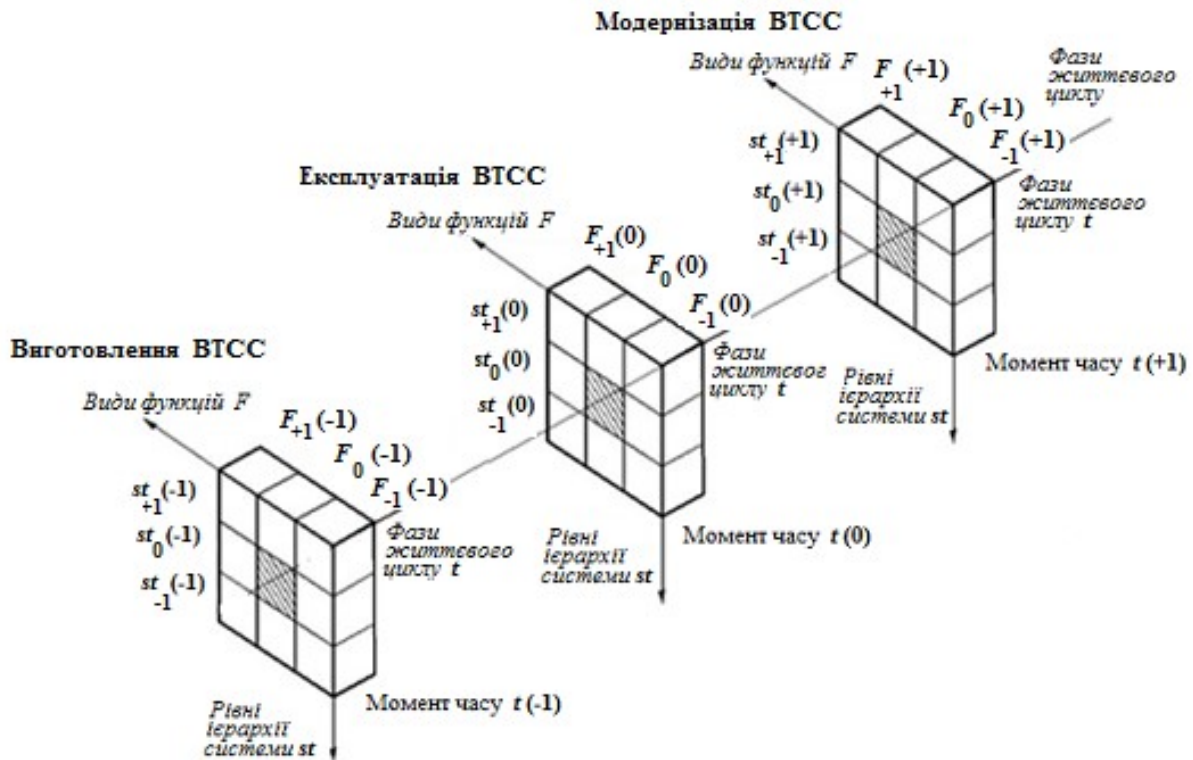 Модернізація ВТСС
Види функцій F
F+1(+1)
F0(+1)
F-1(+1)
Фази
життєвого
циклу
st+1(+1)
st0(+1)
st-1(+1)
Фази
життєвого
циклу t
Рівні
ієрархії
системи st
Момент часу t(+1)
Експлуатація ВТСС
Види функцій F
F+1(0)
F0(0)
F-1(0)
st+1(0)
st0(0)
st-1(0)
Фази
життєвог
циклу t
Рівні
ієрархії
системи st
Момент часу t(0)
Виготовлення ВТСС
Види функцій F
F+1(-1)
F0(-1)
F-1(-1)
st+1(-1)
st0(-1)
st-1(-1)
Фази
життєвого
циклу t
Рівні
ієрархії
системи st
Момент часу t(-1)